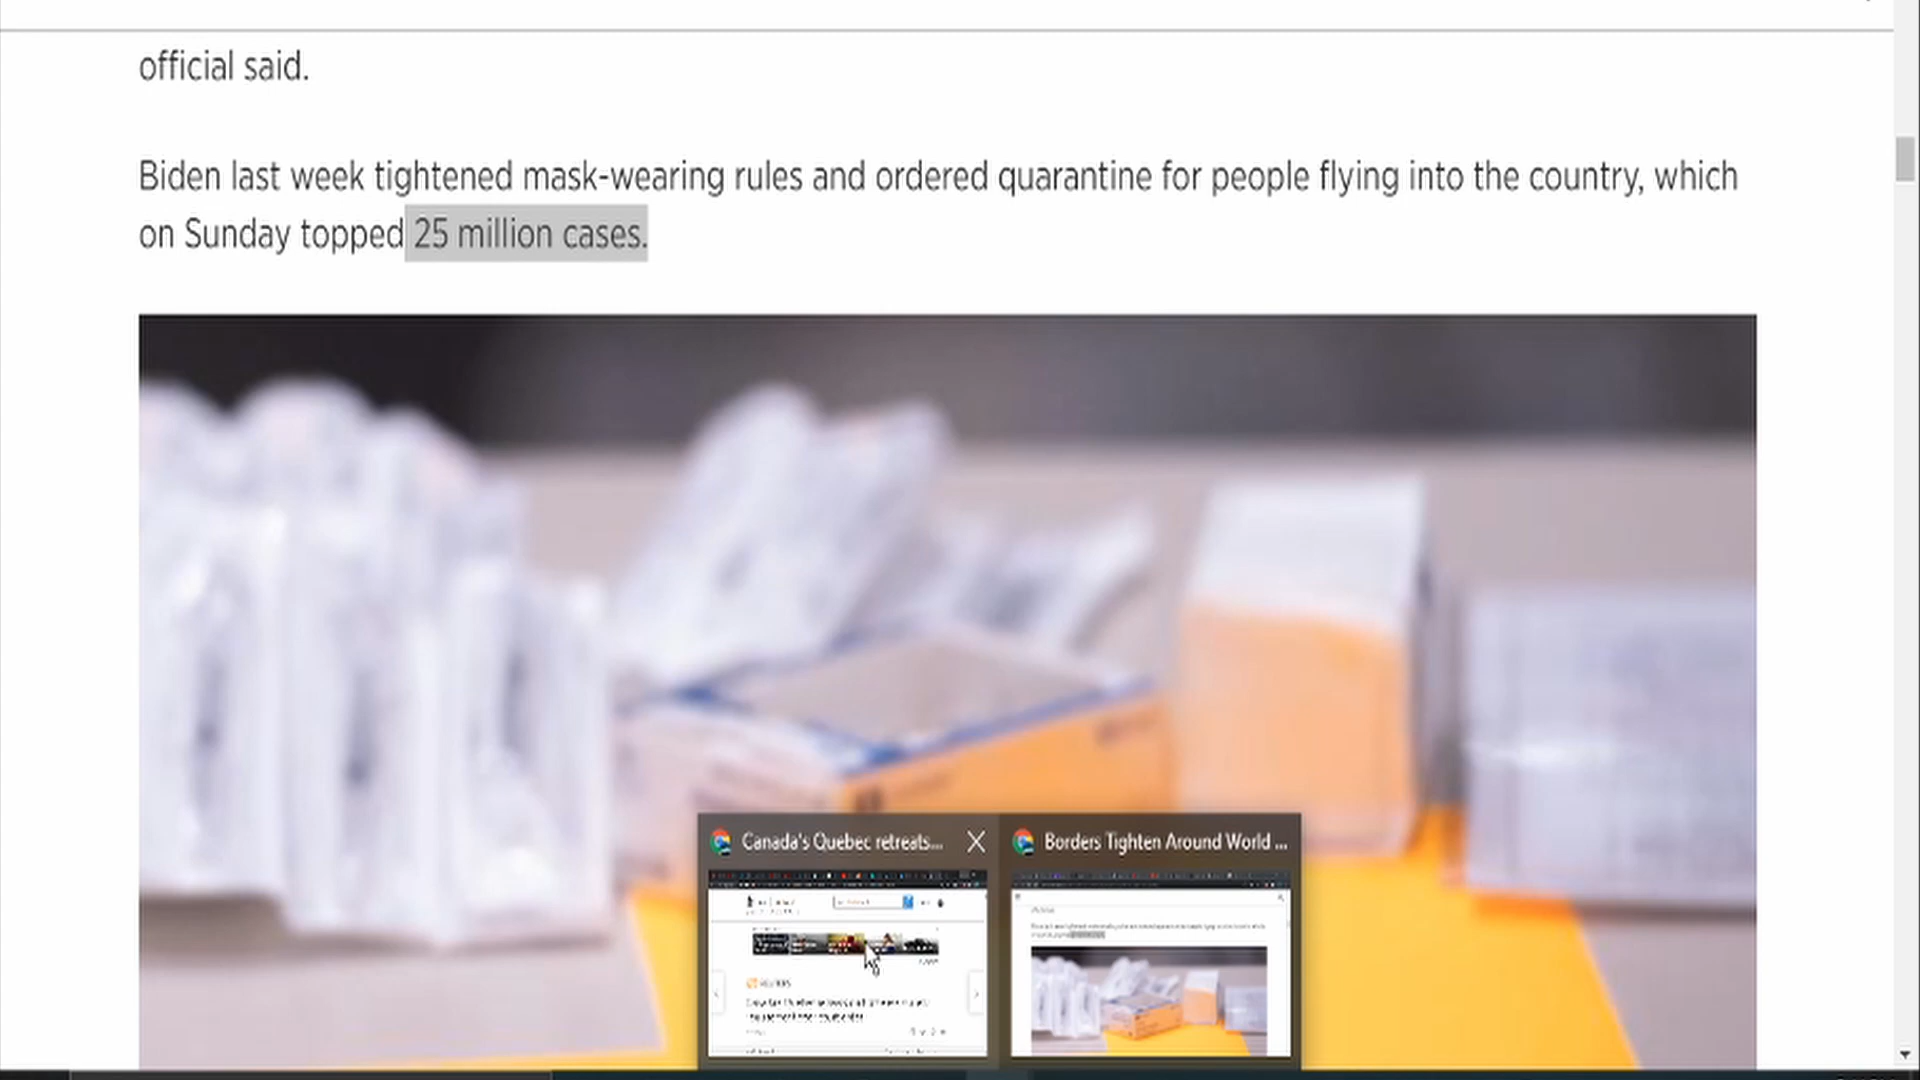 official said.
Biden last week tightened mask-wearing rules and ordered quarantine for people flying into the country, which
on Sunday topped 25 million cases.
Canada's Quebec retreats...
Borders Tighten Around World ...
REUTERS